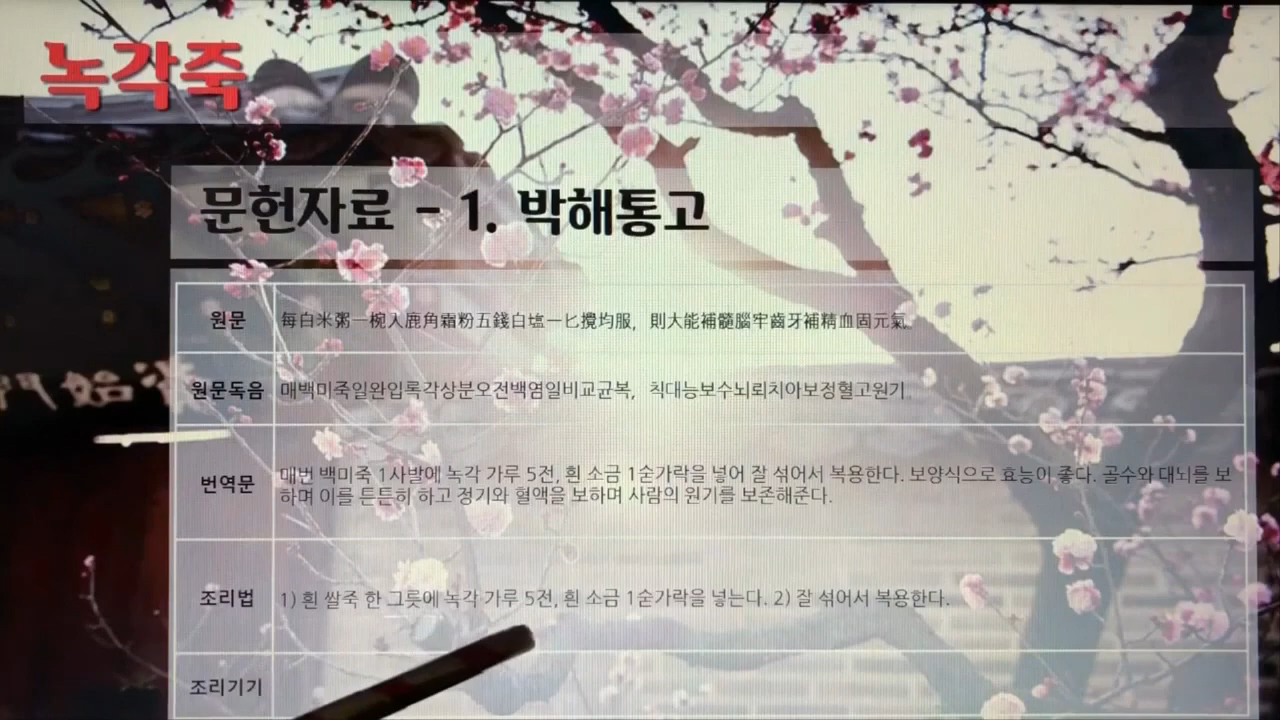 녹각죽
문헌자료 - 1. 박해통고
원문
每白米粥一椀入鹿角霜粉五錢白塩一匕攪均服, 則大能補髓腦牢齒牙補精血固元氣.
원문독음
매백미죽일완입록각상분오전백염일비교균복, 칙대능보수뇌뢰치아보정혈고원기.
번역문
매번 백미죽 1사발에 녹각 가루 5전, 흰 소금 1숟가락을 넣어 잘 섞어서 복용한다. 보양식으로 효능이 좋다. 골수와 대뇌를 보
하며 이를 튼튼히 하고 정기와 혈액을 보하며 사람의 원기를 보존해준다.
조리법
1) 흰 쌀죽 한 그릇에 녹각 가루 5전, 흰 소금 1숟가락을 넣는다. 2) 잘 섞어서 복용한다.
조리기기
門始